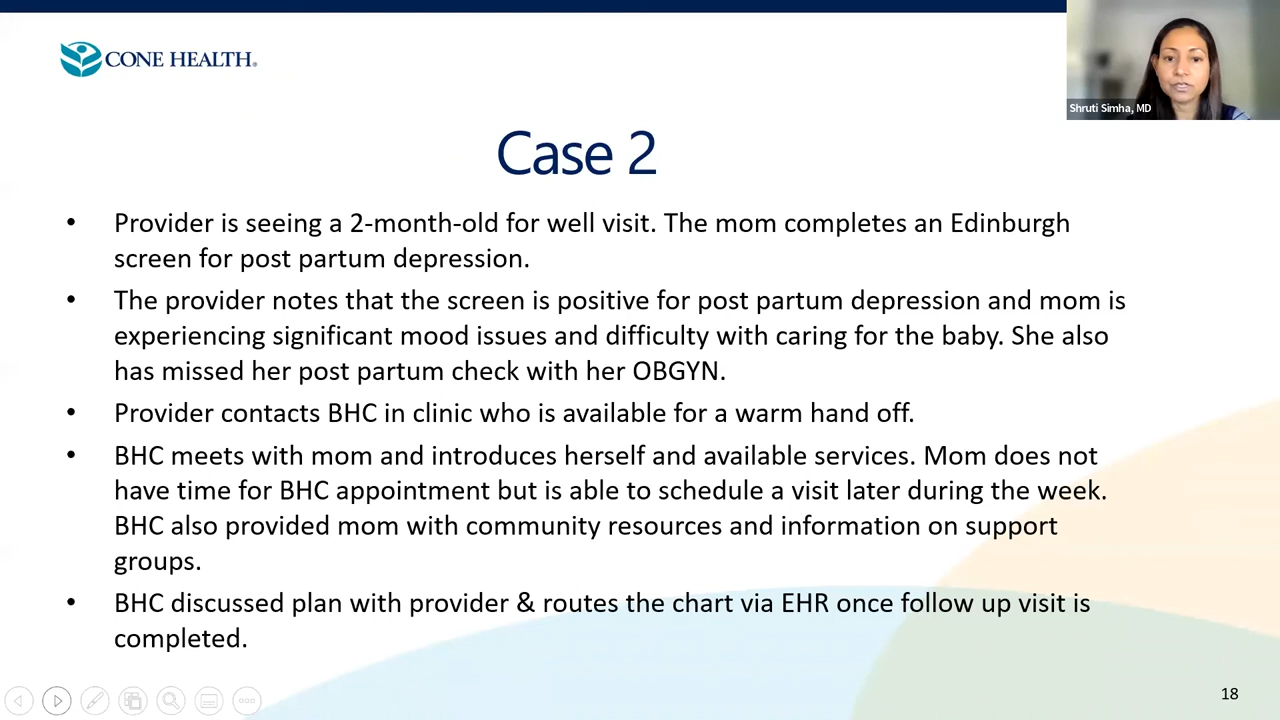 CONE HEALTH®
Shruti Simha, MD
Case 2
• Provider is seeing a 2-month-old for well visit. The mom completes an Edinburgh
screen for post partum depression.
• The provider notes that the screen is positive for post partum depression and mom is
experiencing significant mood issues and difficulty with caring for the baby. She also
has missed her post partum check with her OBGYN.
• Provider contacts BHC in clinic who is available for a warm hand off.
• BHC meets with mom and introduces herself and available services. Mom does not
have time for BHC appointment but is able to schedule a visit later during the week.
BHC also provided mom with community resources and information on support
groups.
• BHC discussed plan with provider & routes the chart via EHR once follow up visit is
completed.
18